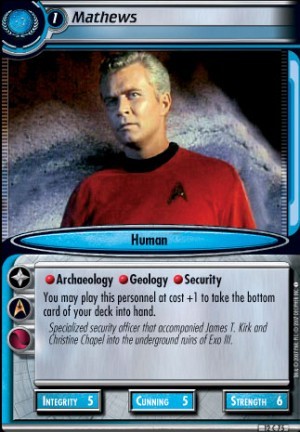 1 Mathews
Human
Archaeology Geology Security
You may play this personnel at cost +1 to take the bottom
card of your deck into hand.
Specialized security officer that accompanied James T. Kirk and
Christine Chapel into the underground ruins of Exo III.
INTEGRITY 5 CUNNING 5 STRENGTH 6